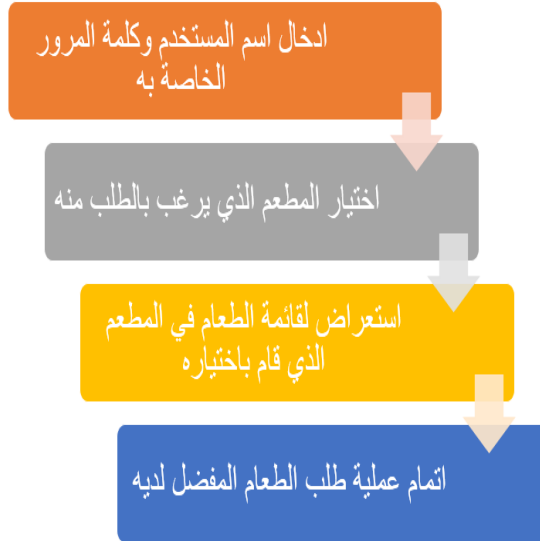 ادخال اسم المستخدم وكلمة المرور
الخاصة به
اختيار المطعم الذي يرغب بالطلب منه
استعراض لقائمة الطعام في المطعم
الذي قام باختياره
اتمام عملية طلب الطعام المفضل لديه